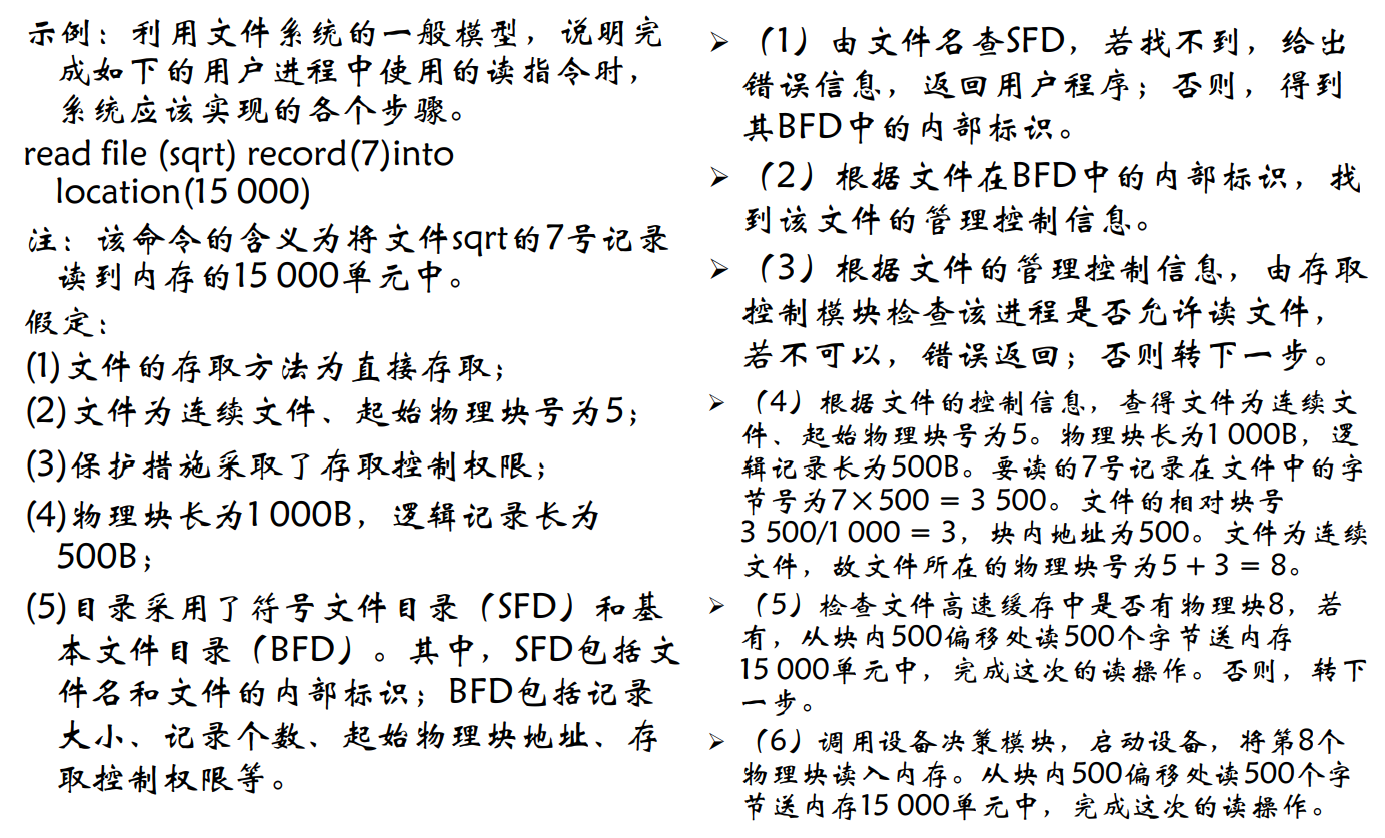 示例：利用文件系统的一般模型，说明完
成如下的用户进程中使用的读指令时，
系统应该实现的各个步骤。
read file (sqrt) record(7)into
location(15 000)
注：该命令的含义为将文件sqrt的7号记录
读到内存的15 000单元中。
假定：
(1)文件的存取方法为直接存取；
(2)文件为连续文件、起始物理块号为5；
(3)保护措施采取了存取控制权限；
(4)物理块长为1 000B，逻辑记录长为
500B；
(5)目录采用了符号文件目录（SFD）和基
本文件目录（BFD）。其中，SFD包括文
件名和文件的内部标识；BFD包括记录
大小、记录个数、起始物理块地址、存
取控制权限等。
➢ （1）由文件名查SFD，若找不到，给出
错误信息，返回用户程序；否则，得到
其BFD中的内部标识。
➢ （2）根据文件在BFD中的内部标识，找
到该文件的管理控制信息。
➢ （3）根据文件的管理控制信息，由存取
控制模块检查该进程是否允许读文件，
若不可以，错误返回；否则转下一步。
➢ （4）根据文件的控制信息，查得文件为连续文
件、起始物理块号为5。物理块长为1 000B，逻
辑记录长为500B。要读的7号记录在文件中的字
节号为7×500 = 3 500。文件的相对块号
3 500/1 000 = 3，块内地址为500。文件为连续
文件，故文件所在的物理块号为5 + 3 = 8。
➢ （5）检查文件高速缓存中是否有物理块8，若
有，从块内500偏移处读500个字节送内存
15 000单元中，完成这次的读操作。否则，转下
一步。
➢ （6）调用设备决策模块，启动设备，将第8个
物理块读入内存。从块内500偏移处读500个字
节送内存15 000单元中，完成这次的读操作。